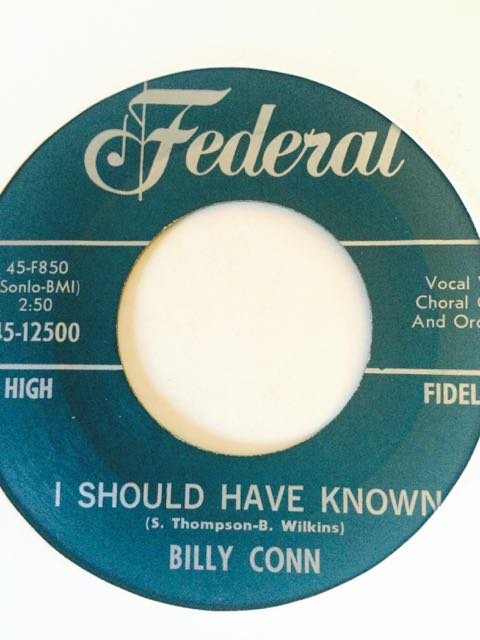 Federal
45-F850
Sonlo-BMI)
2:50
45-12500
Vocal
Choral
And
HIGH
FIDEL
I SHOULD HAVE KNOWN
(S. Thompson-B. Wilkins)
BILLY CONN